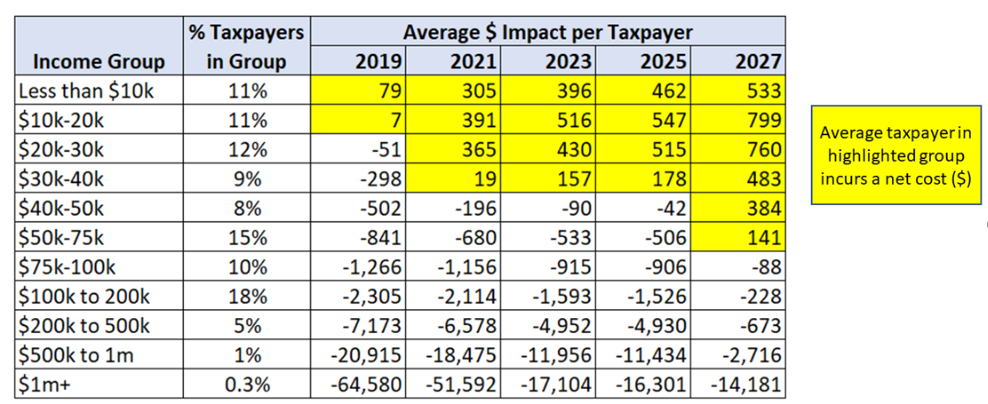 % Taxpayers Average $ Impact per Taxpayer
Income Group in Group 2019 2021 2023 2025 2027
Less than $10k 11% 79 305 396 462 533
$10k-20k 11% 7 391 516 547 799
$20k-30k 12% -51 365 430 515 760
$30k-40k 9% -298 19 157 178 483
$40k-50k 8% -502 -196 -90 -42 384
$50k-75k 15% -841 -680 -533 -506 141
$75k-100k 10% -1,266 -1,156 -915 -906 -88
$100k to 200k 18% -2,305 -2,114 -1,593 -1,526 -228
$200k to 500k 5% -7,173 -6,578 -4,952 -4,930 -673
$500k to 1m 1% -20,915 -18,475 -11,956 -11,434 -2,716
$1m+ 0.3% -64,580 -51,592 -17,104 -16,301 -14,181
Average taxpayer in
highlighted group
incurs a net cost ($)